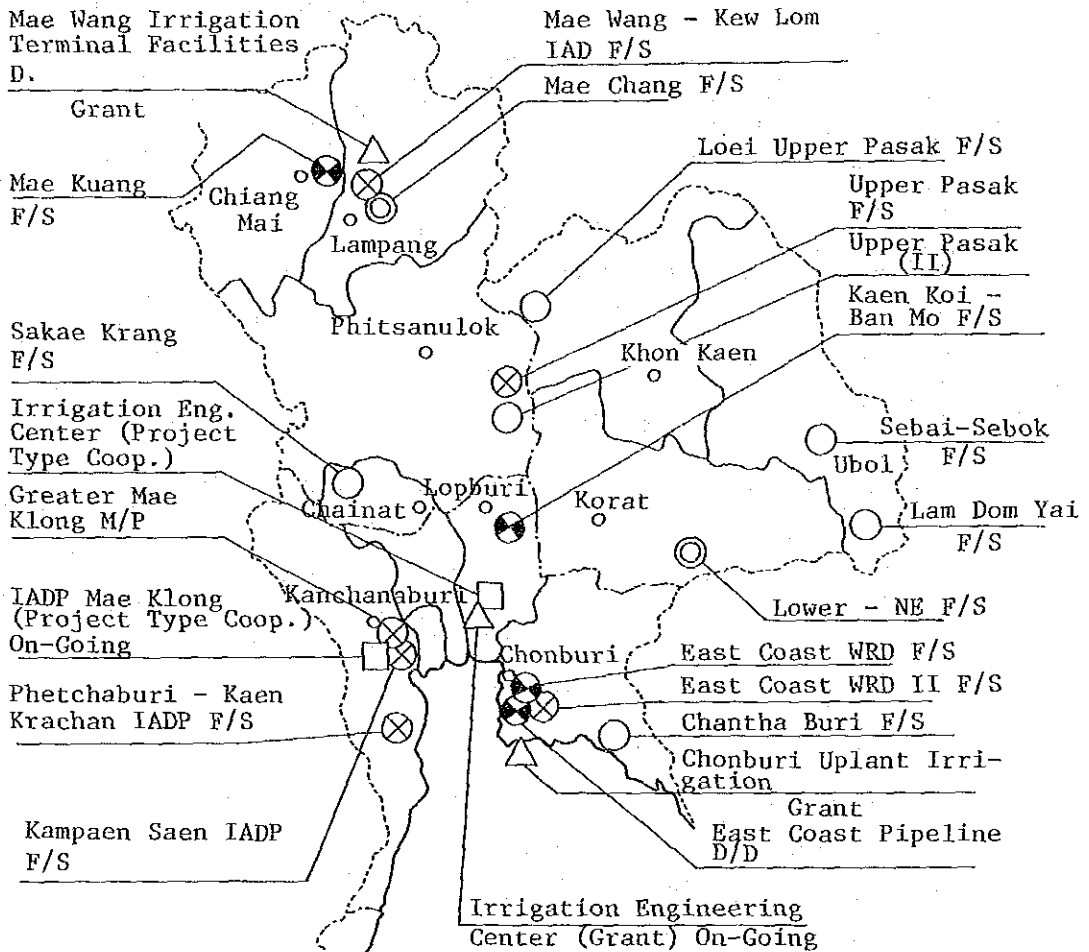 Mae Wang Irrigation
Terminal Facilities
D.
Grant
Mae Wang - Kew Lom
IAD F/S
Mae Chang F/S
Mae Kuang
F/S
Chiang
Mai
Lampang
Loei Upper Pasak F/S
Upper Pasak
F/S
Upper Pasak
(II)
Kaen Koi -
Ban Mo F/S
Phitsanulok
Khon Kaen
Sakae Krang
F/S
Irrigation Eng.
Center (Project
Type Coop.)
Greater Mae
Klong M/P
Chainat
Lopburi
Korat
Ubol
Sebai-Sebok
F/S
Lam Dom Yai
F/S
Lower - NE F/S
IADP Mae Klong
(Project Type Coop.)
On-Going
Kanchanaburi
Chonburi
East Coast WRD F/S
East Coast WRD II F/S
Chantha Buri F/S
Phetchaburi - Kaen
Krachan IADP F/S
Chonburi Uplant Irri-
gation
Grant
East Coast Pipeline
D/D
Kampaen Saen IADP
F/S
Irrigation Engineering
Center (Grant) On-Going